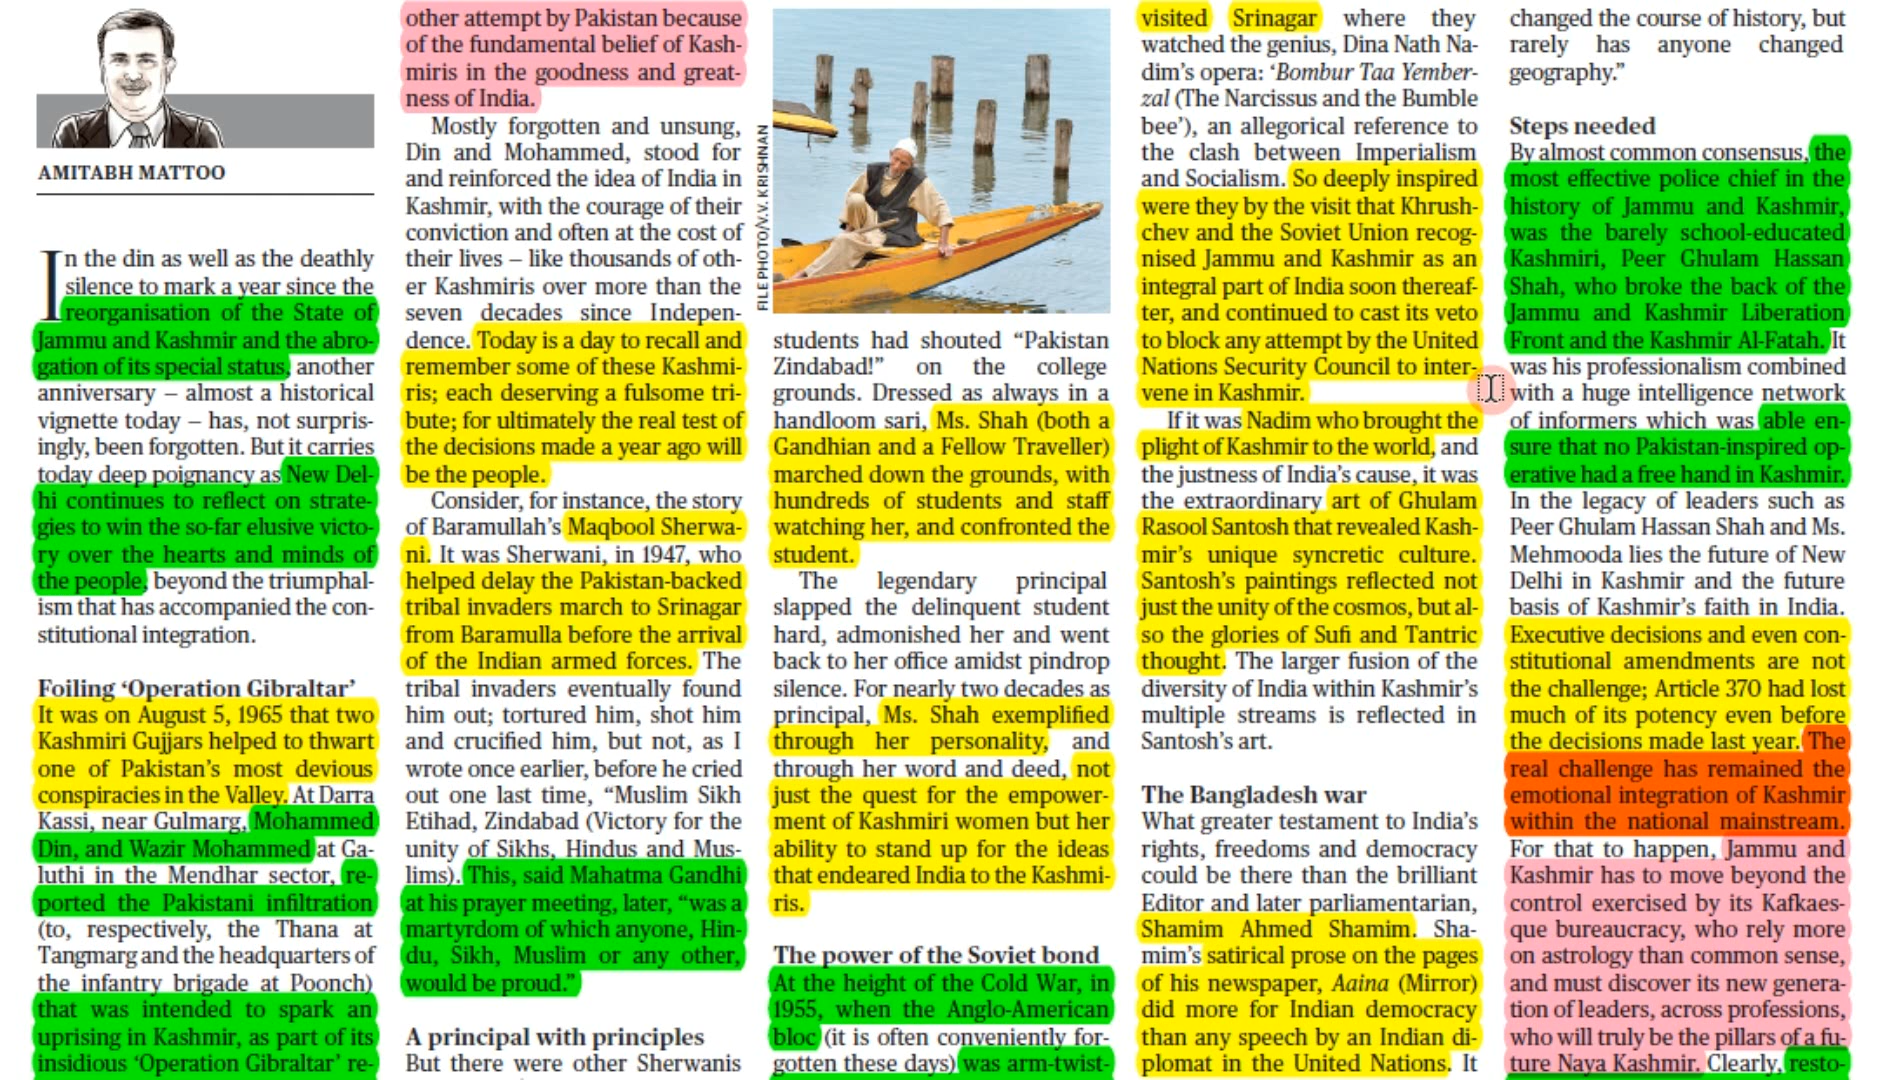 AMITABH MATTOO
In the din as well as the deathly
silence to mark a year since the
reorganisation of the State of
Jammu and Kashmir and the abro-
gation of its special status, another
anniversary – almost a historical
vignette today – has, not surpris-
ingly, been forgotten. But it carries
today deep poignancy as New Del-
hi continues to reflect on strate-
gies to win the so-far elusive victo-
ry over the hearts and minds of
the people, beyond the triumphal-
ism that has accompanied the con-
stitutional integration.
Foiling ‘Operation Gibraltar’
It was on August 5, 1965 that two
Kashmiri Gujjars helped to thwart
one of Pakistan’s most devious
conspiracies in the Valley. At Darra
Kassi, near Gulmarg, Mohammed
Din, and Wazir Mohammed at Ga-
luthi in the Mendhar sector, re-
ported the Pakistani infiltration
(to, respectively, the Thana at
Tangmarg and the headquarters of
the infantry brigade at Poonch)
that was intended to spark an
uprising in Kashmir, as part of its
insidious ‘Operation Gibraltar’ re-
other attempt by Pakistan because
of the fundamental belief of Kash-
miris in the goodness and great-
ness of India.
Mostly forgotten and unsung,
Din and Mohammed, stood for
and reinforced the idea of India in
Kashmir, with the courage of their
conviction and often at the cost of
their lives – like thousands of oth-
er Kashmiris over more than the
seven decades since Indepen-
dence. Today is a day to recall and
remember some of these Kashmi-
ris; each deserving a fulsome tri-
bute; for ultimately the real test of
the decisions made a year ago will
be the people.
Consider, for instance, the story
of Baramullah’s Maqbool Sherwa-
ni. It was Sherwani, in 1947, who
helped delay the Pakistan-backed
tribal invaders march to Srinagar
from Baramulla before the arrival
of the Indian armed forces. The
tribal invaders eventually found
him out; tortured him, shot him
and crucified him, but not, as I
wrote once earlier, before he cried
out one last time, “Muslim Sikh
Etihad, Zindabad (Victory for the
unity of Sikhs, Hindus and Mus-
lims). This, said Mahatma Gandhi
at his prayer meeting, later, “was a
martyrdom of which anyone, Hin-
du, Sikh, Muslim or any other,
would be proud.”
A principal with principles
But there were other Sherwanis
FILE PHOTO/V.V. KRISHNAN
students had shouted “Pakistan
Zindabad!” on the college
grounds. Dressed as always in a
handloom sari, Ms. Shah (both a
Gandhian and a Fellow Traveller)
marched down the grounds, with
hundreds of students and staff
watching her, and confronted the
student.
The legendary principal
slapped the delinquent student
hard, admonished her and went
back to her office amidst pindrop
silence. For nearly two decades as
principal, Ms. Shah exemplified
through her personality, and
through her word and deed, not
just the quest for the empower-
ment of Kashmiri women but her
ability to stand up for the ideas
that endeared India to the Kashmi-
ris.
The power of the Soviet bond
At the height of the Cold War, in
1955, when the Anglo-American
bloc (it is often conveniently for-
gotten these days) was arm-twist-
visited Srinagar where they
watched the genius, Dina Nath Na-
dim’s opera: ‘Bombur Taa Yember-
zal (The Narcissus and the Bumble
bee’), an allegorical reference to
the clash between Imperialism
and Socialism. So deeply inspired
were they by the visit that Khrush-
chev and the Soviet Union recog-
nised Jammu and Kashmir as an
integral part of India soon thereaf-
ter, and continued to cast its veto
to block any attempt by the United
Nations Security Council to inter-
vene in Kashmir.
If it was Nadim who brought the
plight of Kashmir to the world, and
the justness of India’s cause, it was
the extraordinary art of Ghulam
Rasool Santosh that revealed Kash-
mir’s unique syncretic culture.
Santosh’s paintings reflected not
just the unity of the cosmos, but al-
so the glories of Sufi and Tantric
thought. The larger fusion of the
diversity of India within Kashmir’s
multiple streams is reflected in
Santosh’s art.
The Bangladesh war
What greater testament to India’s
rights, freedoms and democracy
could be there than the brilliant
Editor and later parliamentarian,
Shamim Ahmed Shamim. Sha-
mim’s satirical prose on the pages
of his newspaper, Aaina (Mirror)
did more for Indian democracy
than any speech by an Indian di-
plomat in the United Nations. It
changed the course of history, but
rarely has anyone changed
geography.”
Steps needed
By almost common consensus, the
most effective police chief in the
history of Jammu and Kashmir,
was the barely school-educated
Kashmiri, Peer Ghulam Hassan
Shah, who broke the back of the
Jammu and Kashmir Liberation
Front and the Kashmir Al-Fatah. It
was his professionalism combined
with a huge intelligence network
of informers which was able en-
sure that no Pakistan-inspired op-
erative had a free hand in Kashmir.
In the legacy of leaders such as
Peer Ghulam Hassan Shah and Ms.
Mehmooda lies the future of New
Delhi in Kashmir and the future
basis of Kashmir’s faith in India.
Executive decisions and even con-
stitutional amendments are not
the challenge; Article 370 had lost
much of its potency even before
the decisions made last year. The
real challenge has remained the
emotional integration of Kashmir
within the national mainstream.
For that to happen, Jammu and
Kashmir has to move beyond the
control exercised by its Kafkaes-
que bureaucracy, who rely more
on astrology than common sense,
and must discover its new genera-
tion of leaders, across professions,
who will truly be the pillars of a fu-
ture Naya Kashmir. Clearly, resto-